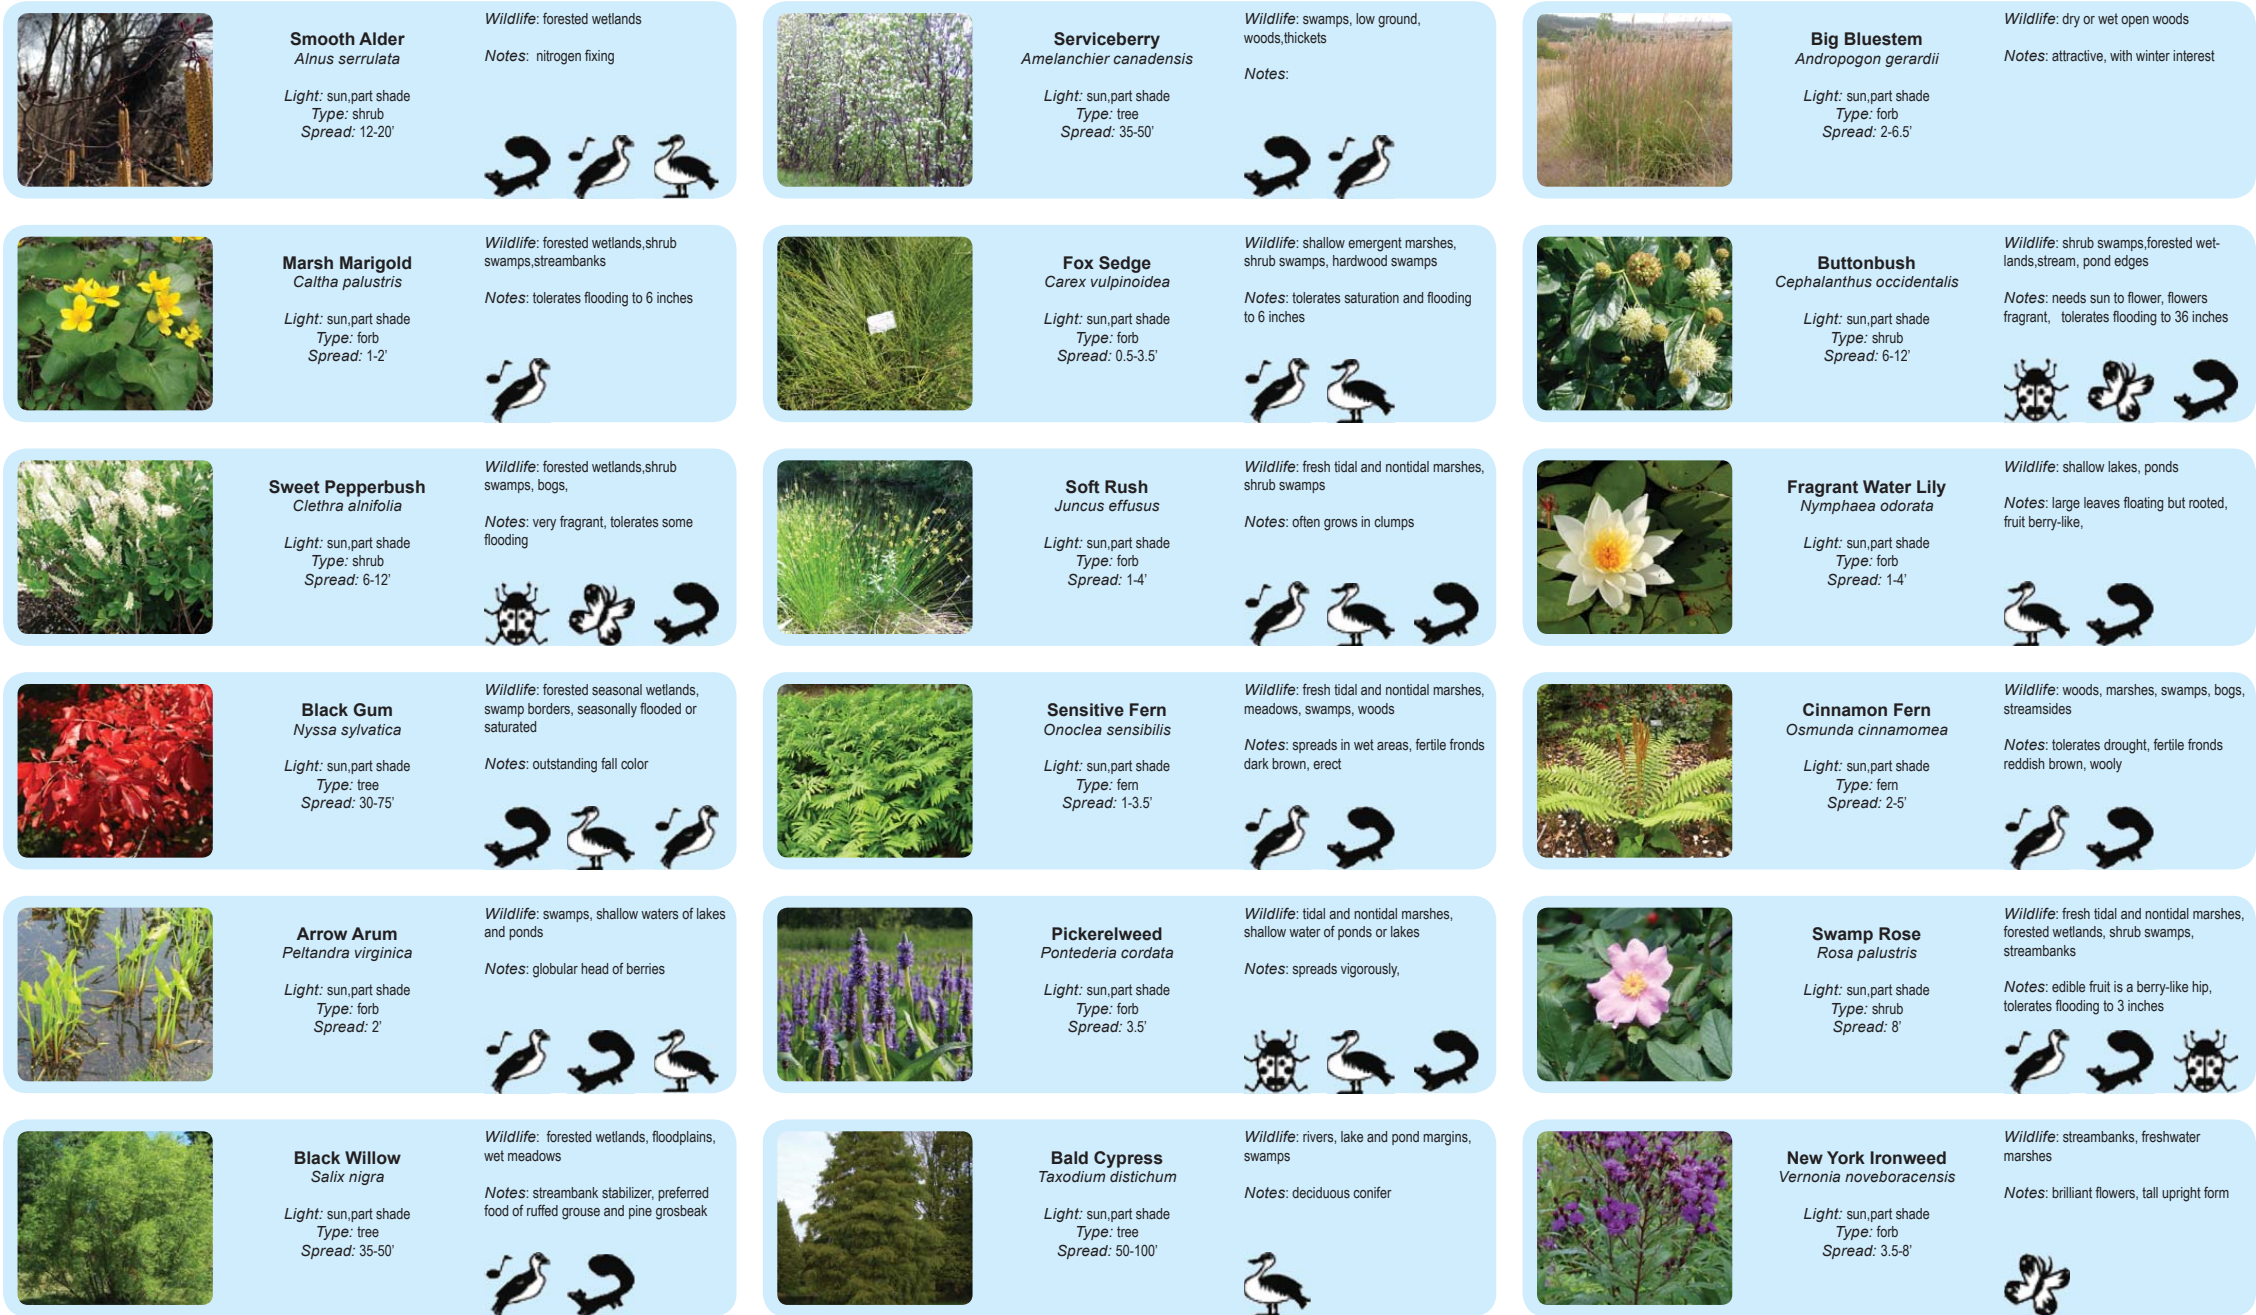 Smooth Alder
Alnus serrulata
Light: sun,part shade
Type: shrub
Spread: 12-20’
Wildlife: forested wetlands
Notes:  nitrogen fixing
Serviceberry
Amelanchier canadensis
Light: sun,part shade
Type: tree
Spread: 35-50’
Wildlife: swamps, low ground,
woods,thickets
Notes:
Big Bluestem
Andropogon gerardii
Light: sun,part shade
Type: forb
Spread: 2-6.5’
Wildlife: dry or wet open woods
Notes: attractive, with winter interest
Marsh Marigold
Caltha palustris
Light: sun,part shade
Type: forb
Spread: 1-2’
Wildlife: forested wetlands,shrub
swamps,streambanks
Notes: tolerates flooding to 6 inches
Fox Sedge
Carex vulpinoidea
Light: sun,part shade
Type: forb
Spread: 0.5-3.5’
Wildlife: shallow emergent marshes,
shrub swamps, hardwood swamps
Notes: tolerates saturation and flooding
to 6 inches
Buttonbush
Cephalanthus occidentalis
Light: sun,part shade
Type: shrub
Spread: 6-12’
Wildlife: shrub swamps,forested wet-
lands,stream, pond edges
Notes: needs sun to flower, flowers
fragrant,   tolerates flooding to 36 inches
Sweet Pepperbush
Clethra alnifolia
Light: sun,part shade
Type: shrub
Spread: 6-12’
Wildlife: forested wetlands,shrub
swamps, bogs,
Notes: very fragrant, tolerates some
flooding
Soft Rush
Juncus effusus
Light: sun,part shade
Type: forb
Spread: 1-4’
Wildlife: fresh tidal and nontidal marshes,
shrub swamps
Notes: often grows in clumps
Fragrant Water Lily
Nymphaea odorata
Light: sun,part shade
Type: forb
Spread: 1-4’
Wildlife: shallow lakes, ponds
Notes: large leaves floating but rooted,
fruit berry-like,
Black Gum
Nyssa sylvatica
Light: sun,part shade
Type: tree
Spread: 30-75’
Wildlife: forested seasonal wetlands,
swamp borders, seasonally flooded or
saturated
Notes: outstanding fall color
Sensitive Fern
Onoclea sensibilis
Light: sun,part shade
Type: fern
Spread: 1-3.5’
Wildlife: fresh tidal and nontidal marshes,
meadows, swamps, woods
Notes: spreads in wet areas, fertile fronds
dark brown, erect
Cinnamon Fern
Osmunda cinnamomea
Light: sun,part shade
Type: fern
Spread: 2-5’
Wildlife: woods, marshes, swamps, bogs,
streamsides
Notes: tolerates drought, fertile fronds
reddish brown, wooly
Arrow Arum
Peltandra virginica
Light: sun,part shade
Type: forb
Spread: 2’
Wildlife: swamps, shallow waters of lakes
and ponds
Notes: globular head of berries
Pickerelweed
Pontederia cordata
Light: sun,part shade
Type: forb
Spread: 3.5’
Wildlife: tidal and nontidal marshes,
shallow water of ponds or lakes
Notes: spreads vigorously,
Swamp Rose
Rosa palustris
Light: sun,part shade
Type: shrub
Spread: 8’
Wildlife: fresh tidal and nontidal marshes,
forested wetlands, shrub swamps,
streambanks
Notes: edible fruit is a berry-like hip,
tolerates flooding to 3 inches
Black Willow
Salix nigra
Light: sun,part shade
Type: tree
Spread: 35-50’
Wildlife:  forested wetlands, floodplains,
wet meadows
Notes: streambank stabilizer, preferred
food of ruffed grouse and pine grosbeak
Bald Cypress
Taxodium distichum
Light: sun,part shade
Type: tree
Spread: 50-100’
Wildlife: rivers, lake and pond margins,
swamps
Notes: deciduous conifer
New York Ironweed
Vernonia noveboracensis
Light: sun,part shade
Type: forb
Spread: 3.5-8’
Wildlife: streambanks, freshwater
marshes
Notes: brilliant flowers, tall upright form